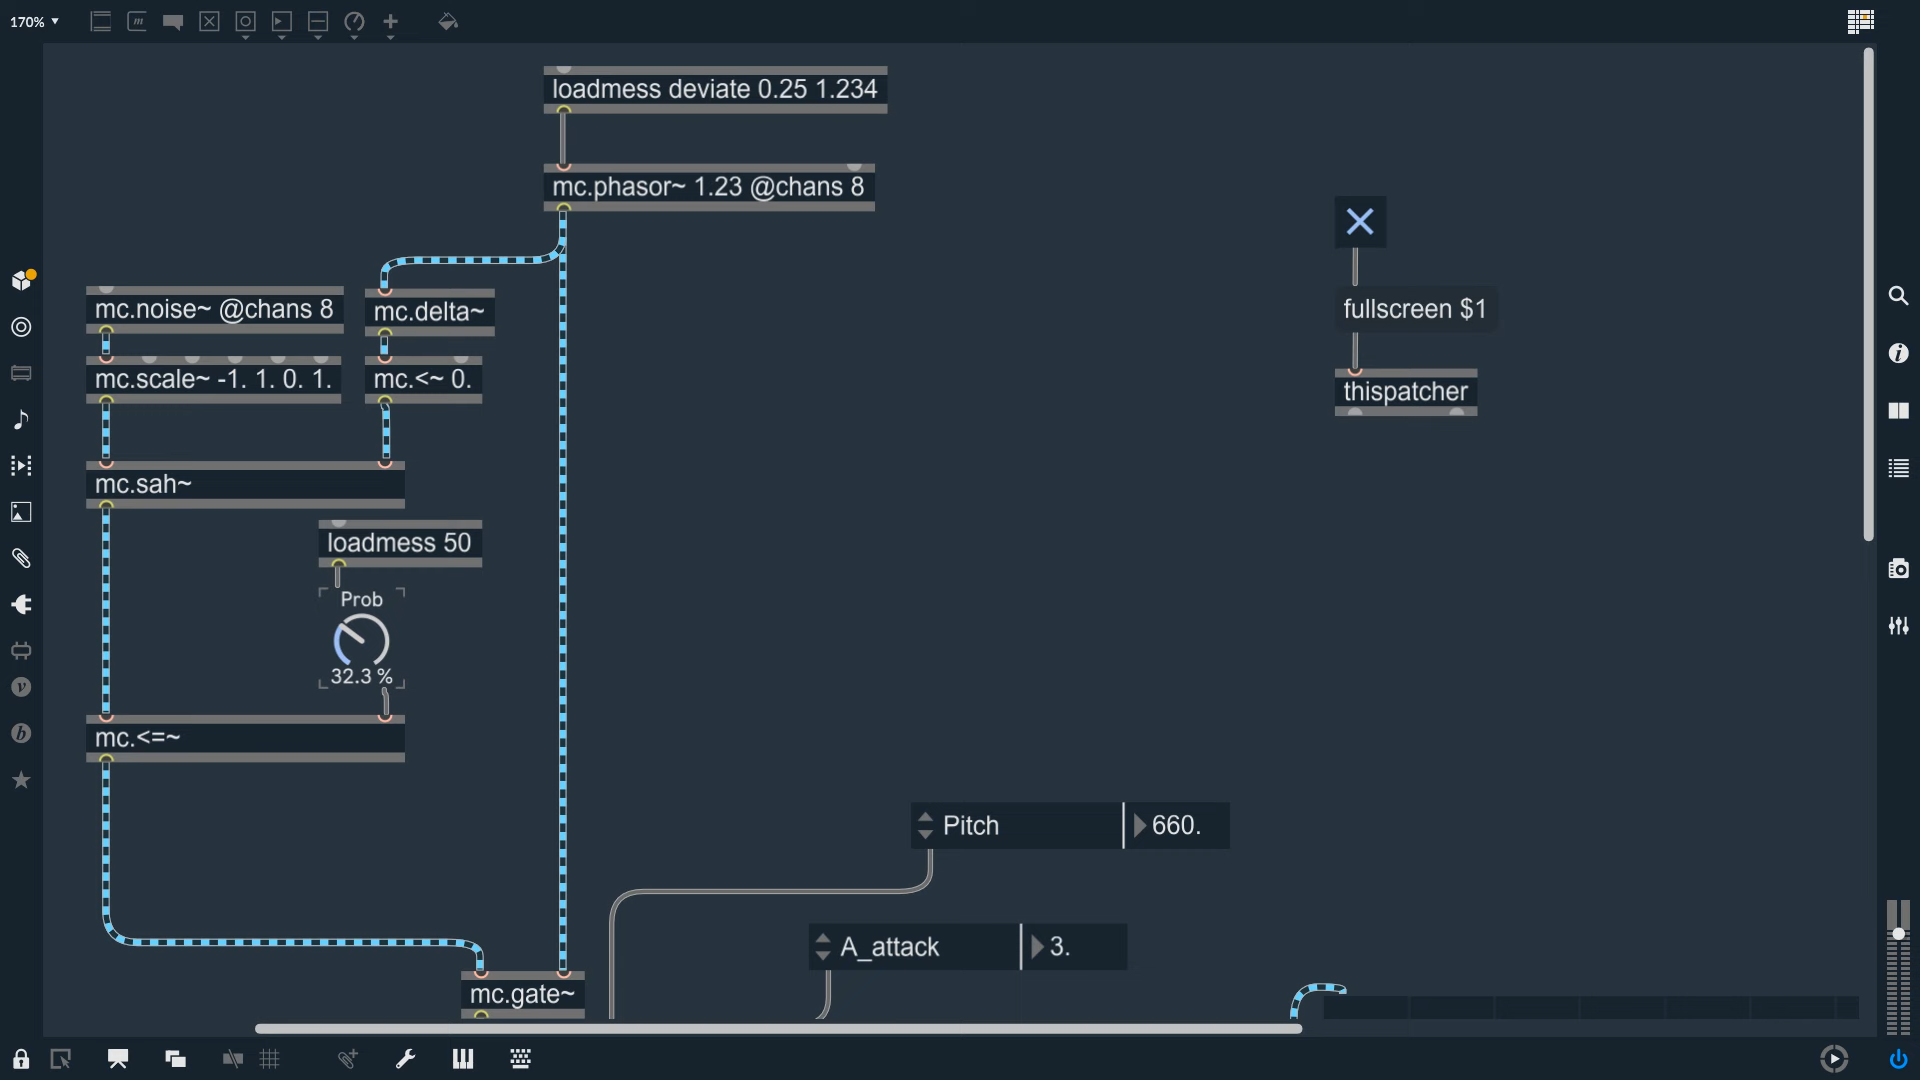 170%
loadmess deviate 0.25 1.234
mc.phasor~ 1.23 @chans 8
mc.noise~ @chans 8
mc.delta~
fullscreen $1
mc.scale~ -1. 1. 0. 1.
mc.<~ 0.
thispatcher
mc.sah~
loadmess 50
Prob
32.3 %
mc.<=~
Pitch
660.
A_attack
3.
mc.gate~